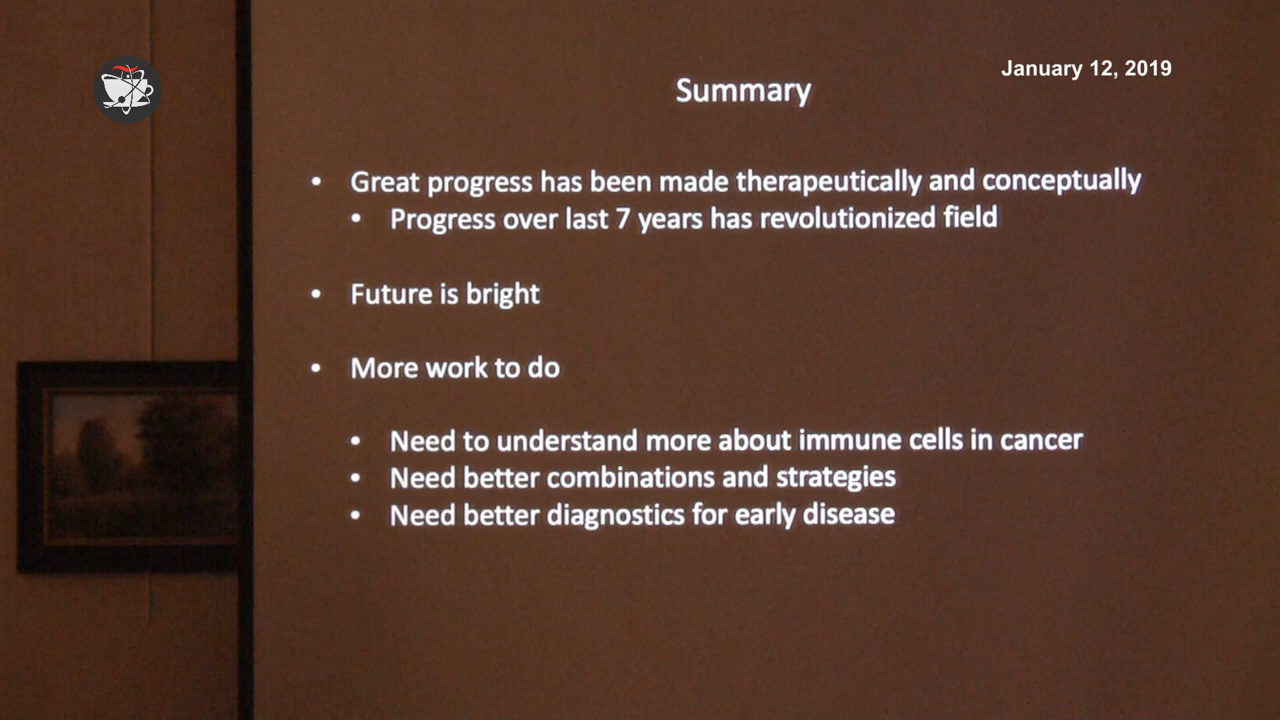 January 12, 2019
Summary
• Great progress has been made therapeutically and conceptually
• Progress over last 7 years has revolutionized field
• Future is bright
• More work to do
• Need to understand more about immune cells in cancer
• Need better combinations and strategies
• Need better diagnostics for early disease